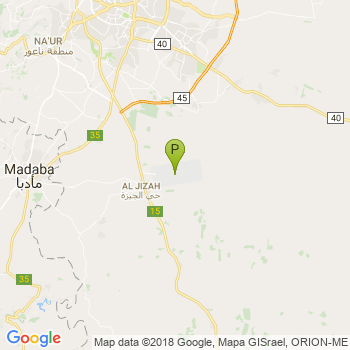 NA'UR
منطقة ناعور
40
45
40
35
P
Madaba
مادبا
AL JIZAH
حي الجيزة
15
35
Google
Map data ©2018 Google, Mapa GISrael, ORION-ME